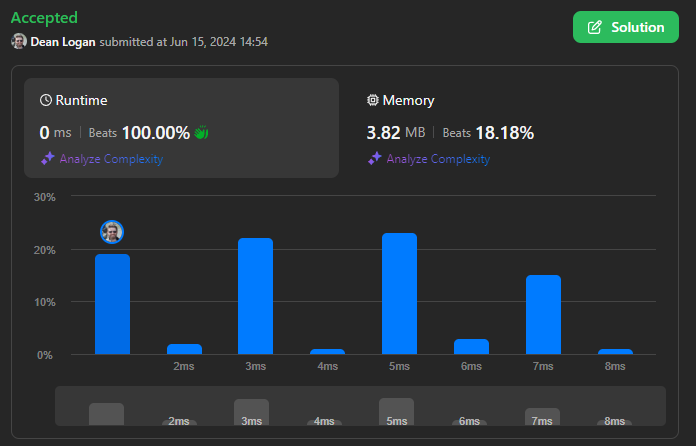 Accepted
Dean Logan submitted at Jun 15, 2024 14:54
Solution
Runtime
0 ms | Beats 100.00%
Analyze Complexity
Memory
3.82 MB | Beats 18.18%
Analyze Complexity
30%
20%
10%
0%
2ms 3ms 4ms 5ms 6ms 7ms 8ms
2ms 3ms 4ms 5ms 6ms 7ms 8ms